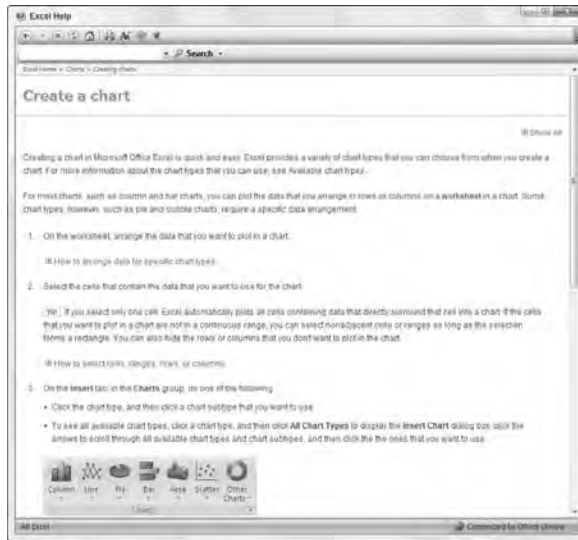 Excel Help
Search
Excel Home > Charts > Creating charts
Create a chart
Show All
Creating a chart in Microsoft Office Excel is quick and easy. Excel provides a variety of chart types that you can choose from when you create a
chart. For more information about the chart types that you can use, see Available chart types.
For most charts, such as column and bar charts, you can plot the data that you arrange in rows or columns on a worksheet in a chart. Some
chart types, however, such as pie and bubble charts, require a specific data arrangement.
1. On the worksheet, arrange the data that you want to plot in a chart.
How to arrange data for specific chart types
2. Select the cells that contain the data that you want to use for the chart.
Tip If you select only one cell, Excel automatically plots all cells containing data that directly surround that cell into a chart. If the cells
that you want to plot in a chart are not in a continuous range, you can select nonadjacent cells or ranges as long as the selection
forms a rectangle. You can also hide the rows or columns that you don't want to plot in the chart.
How to select cells, ranges, rows, or columns
3. On the Insert tab, in the Charts group, do one of the following:
• Click the chart type, and then click a chart subtype that you want to use.
• To see all available chart types, click a chart type, and then click All Chart Types to display the Insert Chart dialog box, click the
arrows to scroll through all available chart types and chart subtypes, and then click the the ones that you want to use.
Column Line Pie Bar Area Scatter Other
Charts
Charts
All Excel
Connected to Office Online